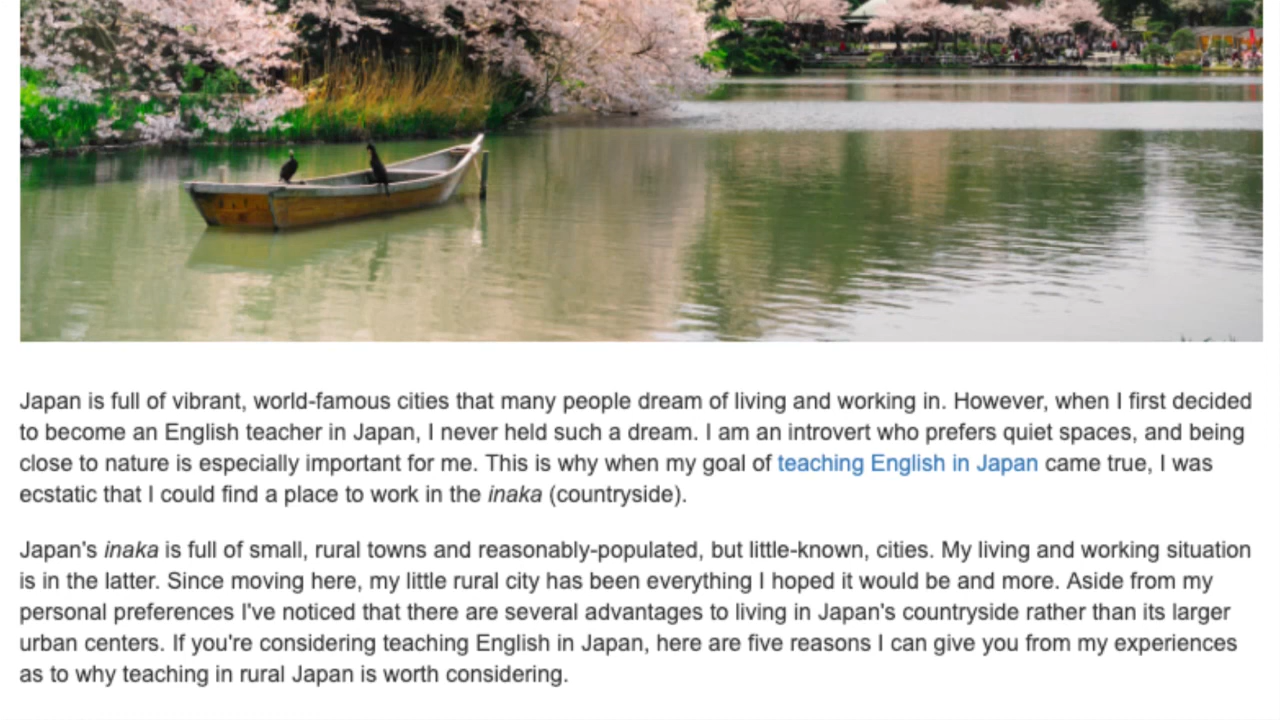 Japan is full of vibrant, world-famous cities that many people dream of living and working in. However, when I first decided
to become an English teacher in Japan, I never held such a dream. I am an introvert who prefers quiet spaces, and being
close to nature is especially important for me. This is why when my goal of teaching English in Japan came true, I was
ecstatic that I could find a place to work in the inaka (countryside).
Japan's inaka is full of small, rural towns and reasonably-populated, but little-known, cities. My living and working situation
is in the latter. Since moving here, my little rural city has been everything I hoped it would be and more. Aside from my
personal preferences I've noticed that there are several advantages to living in Japan's countryside rather than its larger
urban centers. If you're considering teaching English in Japan, here are five reasons I can give you from my experiences
as to why teaching in rural Japan is worth considering.